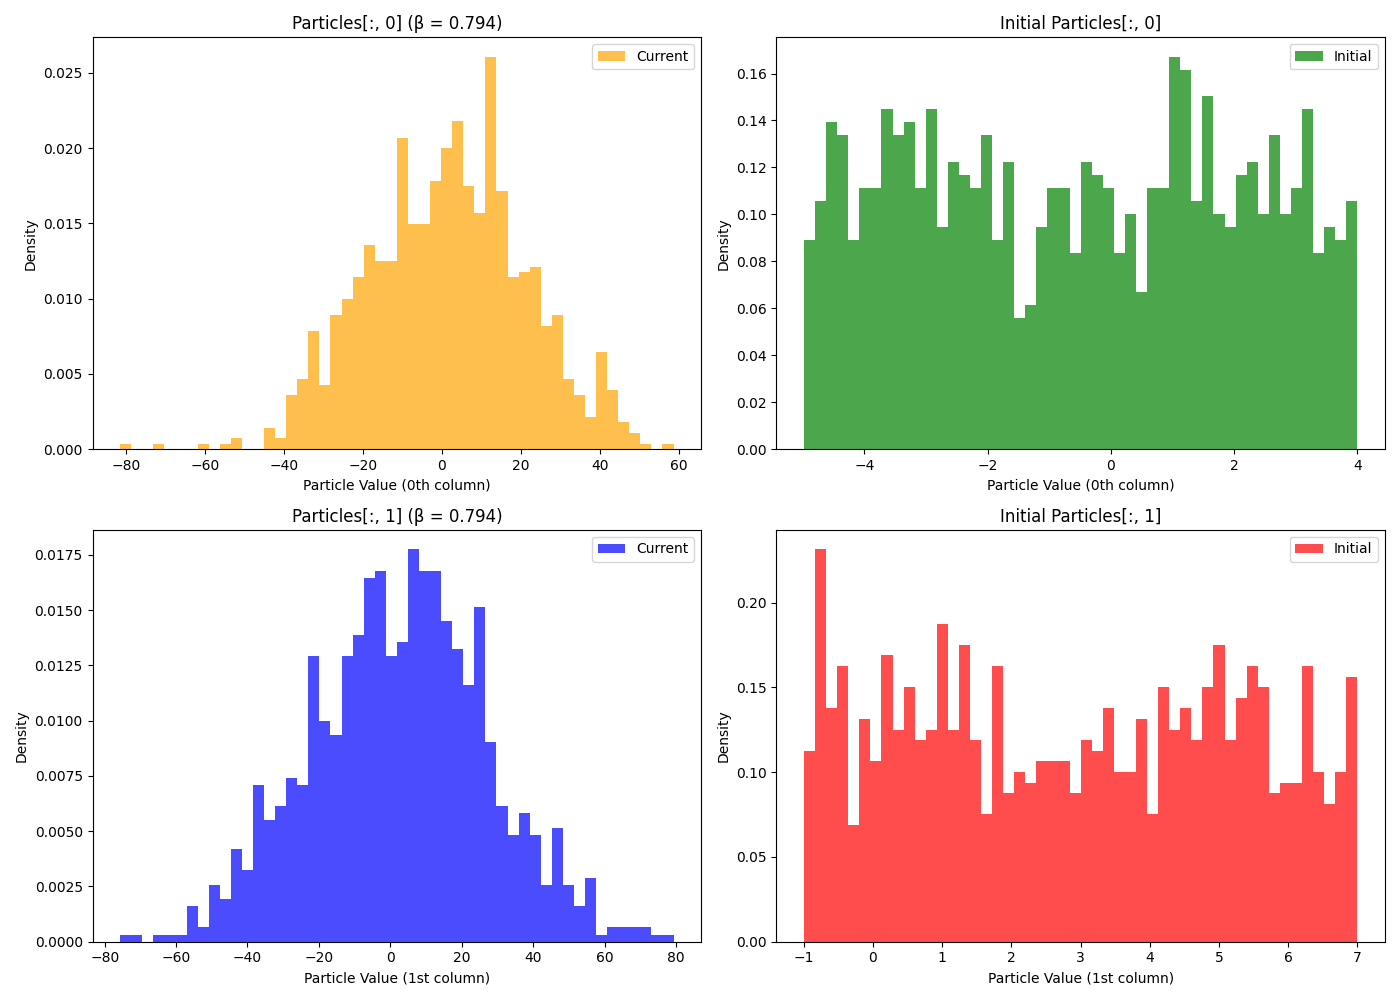 Particles[:, 0] (β = 0.794)
Density
0.025
0.020
0.015
0.010
0.005
0.000
Current
−80 −60 −40 −20 0 20 40 60
Particle Value (0th column)
Initial Particles[:, 0]
Density
0.16
0.14
0.12
0.10
0.08
0.06
0.04
0.02
0.00
Initial
−4 −2 0 2 4
Particle Value (0th column)
Particles[:, 1] (β = 0.794)
Density
0.0175
0.0150
0.0125
0.0100
0.0075
0.0050
0.0025
0.0000
Current
−80 −60 −40 −20 0 20 40 60 80
Particle Value (1st column)
Initial Particles[:, 1]
Density
0.20
0.15
0.10
0.05
0.00
Initial
−1 0 1 2 3 4 5 6 7
Particle Value (1st column)